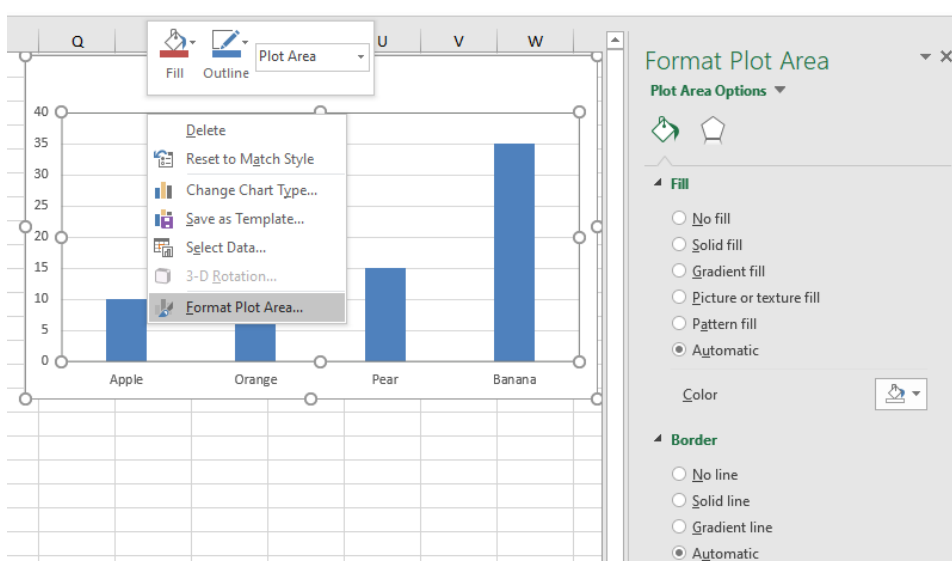 Q U V W
Fill Outline Plot Area
40
35
30
25
20
15
10
5
0
Apple Orange Pear Banana
Delete
Reset to Match Style
Change Chart Type...
Save as Template...
Select Data...
3-D Rotation...
Format Plot Area...
Format Plot Area
Plot Area Options
Fill
No fill
Solid fill
Gradient fill
Picture or texture fill
Pattern fill
Automatic
Color
Border
No line
Solid line
Gradient line
Automatic